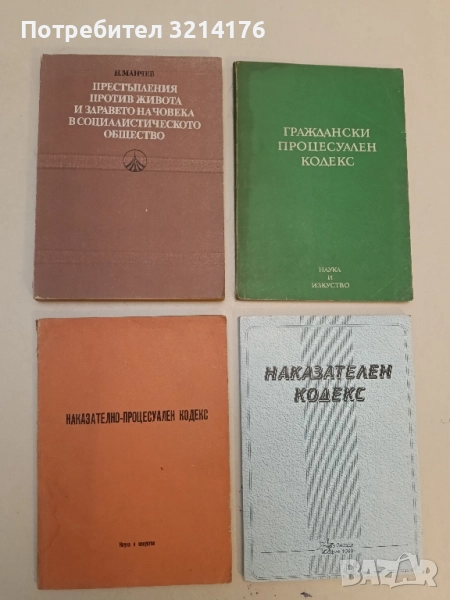 Потребител 3214176
Н. МАНЧЕВ
ПРЕСТЪПЛЕНИЯ
ПРОТИВ ЖИВОТА
И ЗДРАВЕТО НА ЧОВЕКА
В СОЦИАЛИСТИЧЕСКОТО
ОБЩЕСТВО
ГРАЖДАНСКИ
ПРОЦЕСУАЛЕН
КОДЕКС
НАУКА
И
ИЗКУСТВО
НАКАЗАТЕЛНО-ПРОЦЕСУАЛЕН КОДЕКС
Наука и изкуство
НАКАЗАТЕЛЕН
КОДЕКС
BAZAR